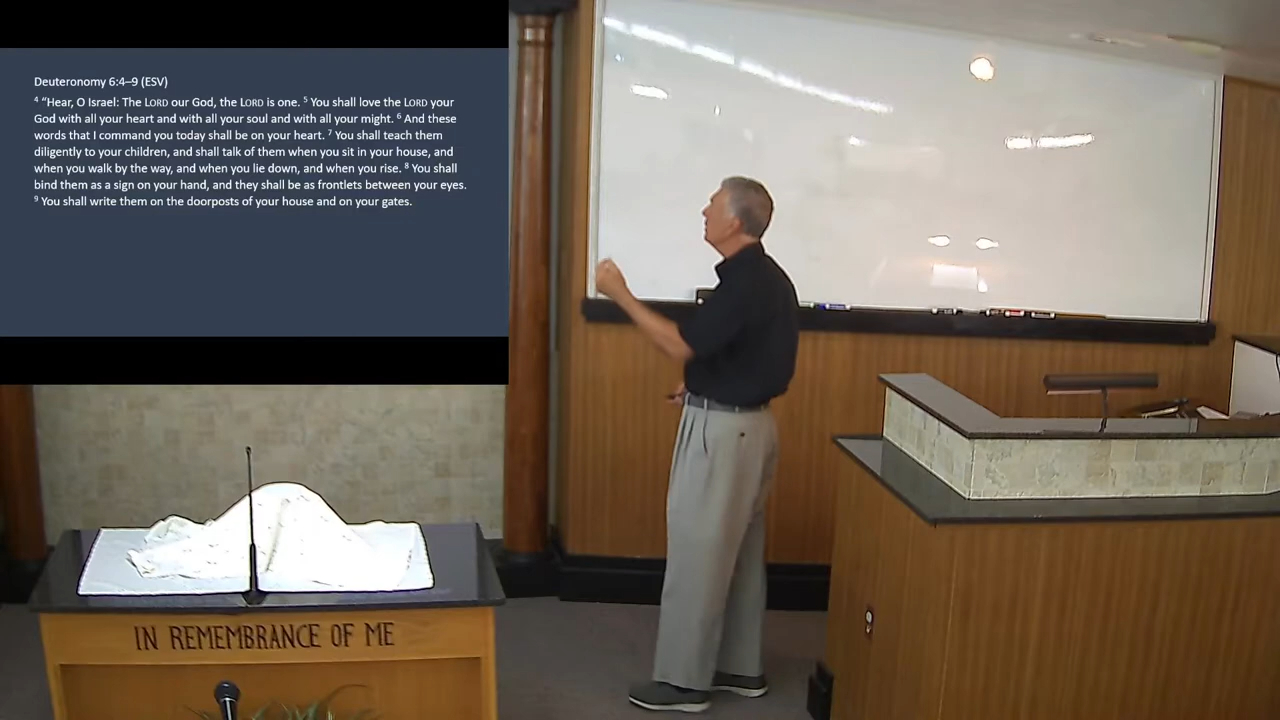 Deuteronomy 6:4–9 (ESV)
4 “Hear, O Israel: The LORD our God, the LORD is one. 5 You shall love the LORD your
God with all your heart and with all your soul and with all your might. 6 And these
words that I command you today shall be on your heart. 7 You shall teach them
diligently to your children, and shall talk of them when you sit in your house, and
when you walk by the way, and when you lie down, and when you rise. 8 You shall
bind them as a sign on your hand, and they shall be as frontlets between your eyes.
9 You shall write them on the doorposts of your house and on your gates.
IN REMEMBRANCE OF ME